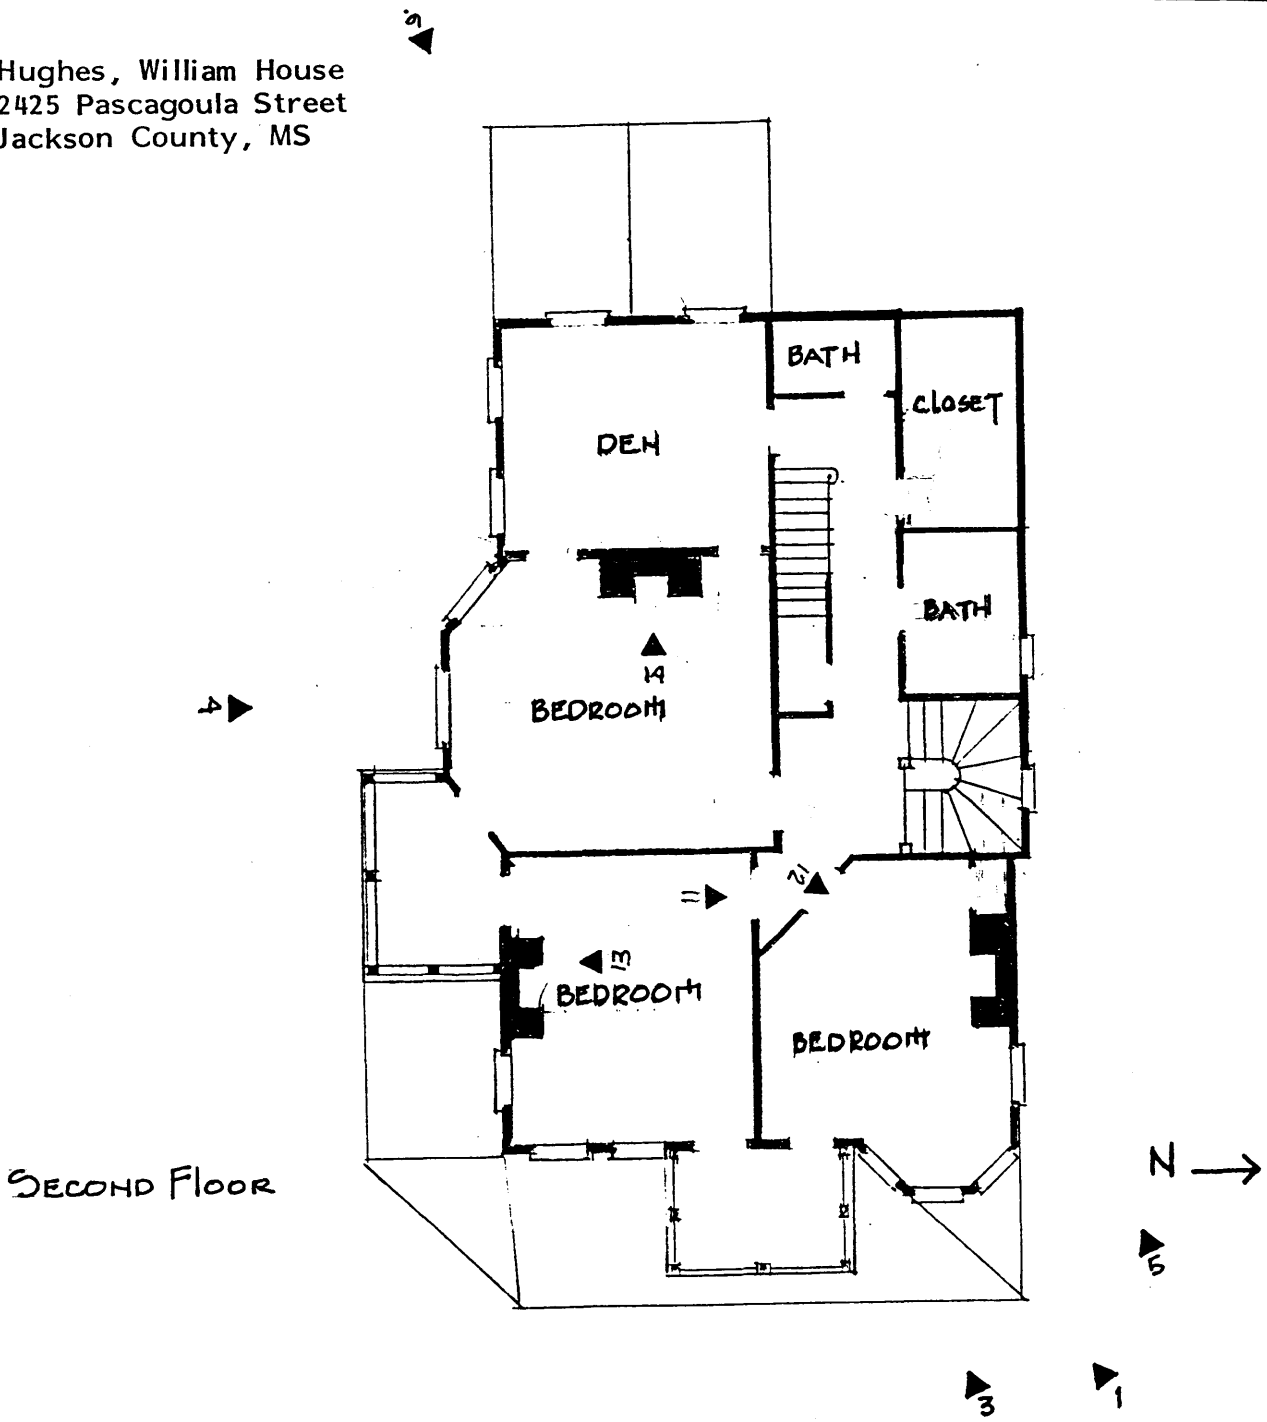 6.
Hughes, William House
2425 Pascagoula Street
Jackson County, MS
BATH
CLOSET
DEN
BATH
14
4
BEDROOM
12
11
13
BEDROOM
BEDROOM
N
SECOND FLOOR
5
3
1